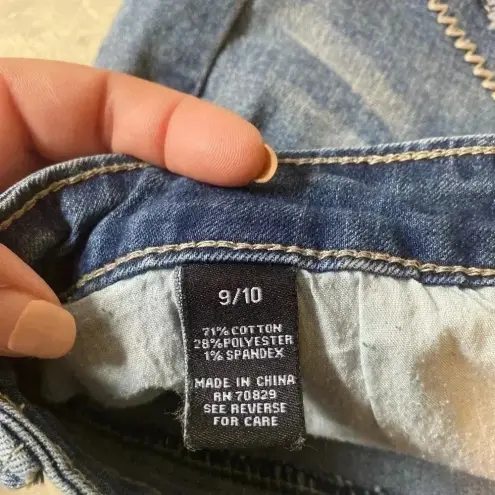 9/10
71% COTTON
28% POLYESTER
1% SPANDEX
MADE IN CHINA
RN 70829
SEE REVERSE
FOR CARE